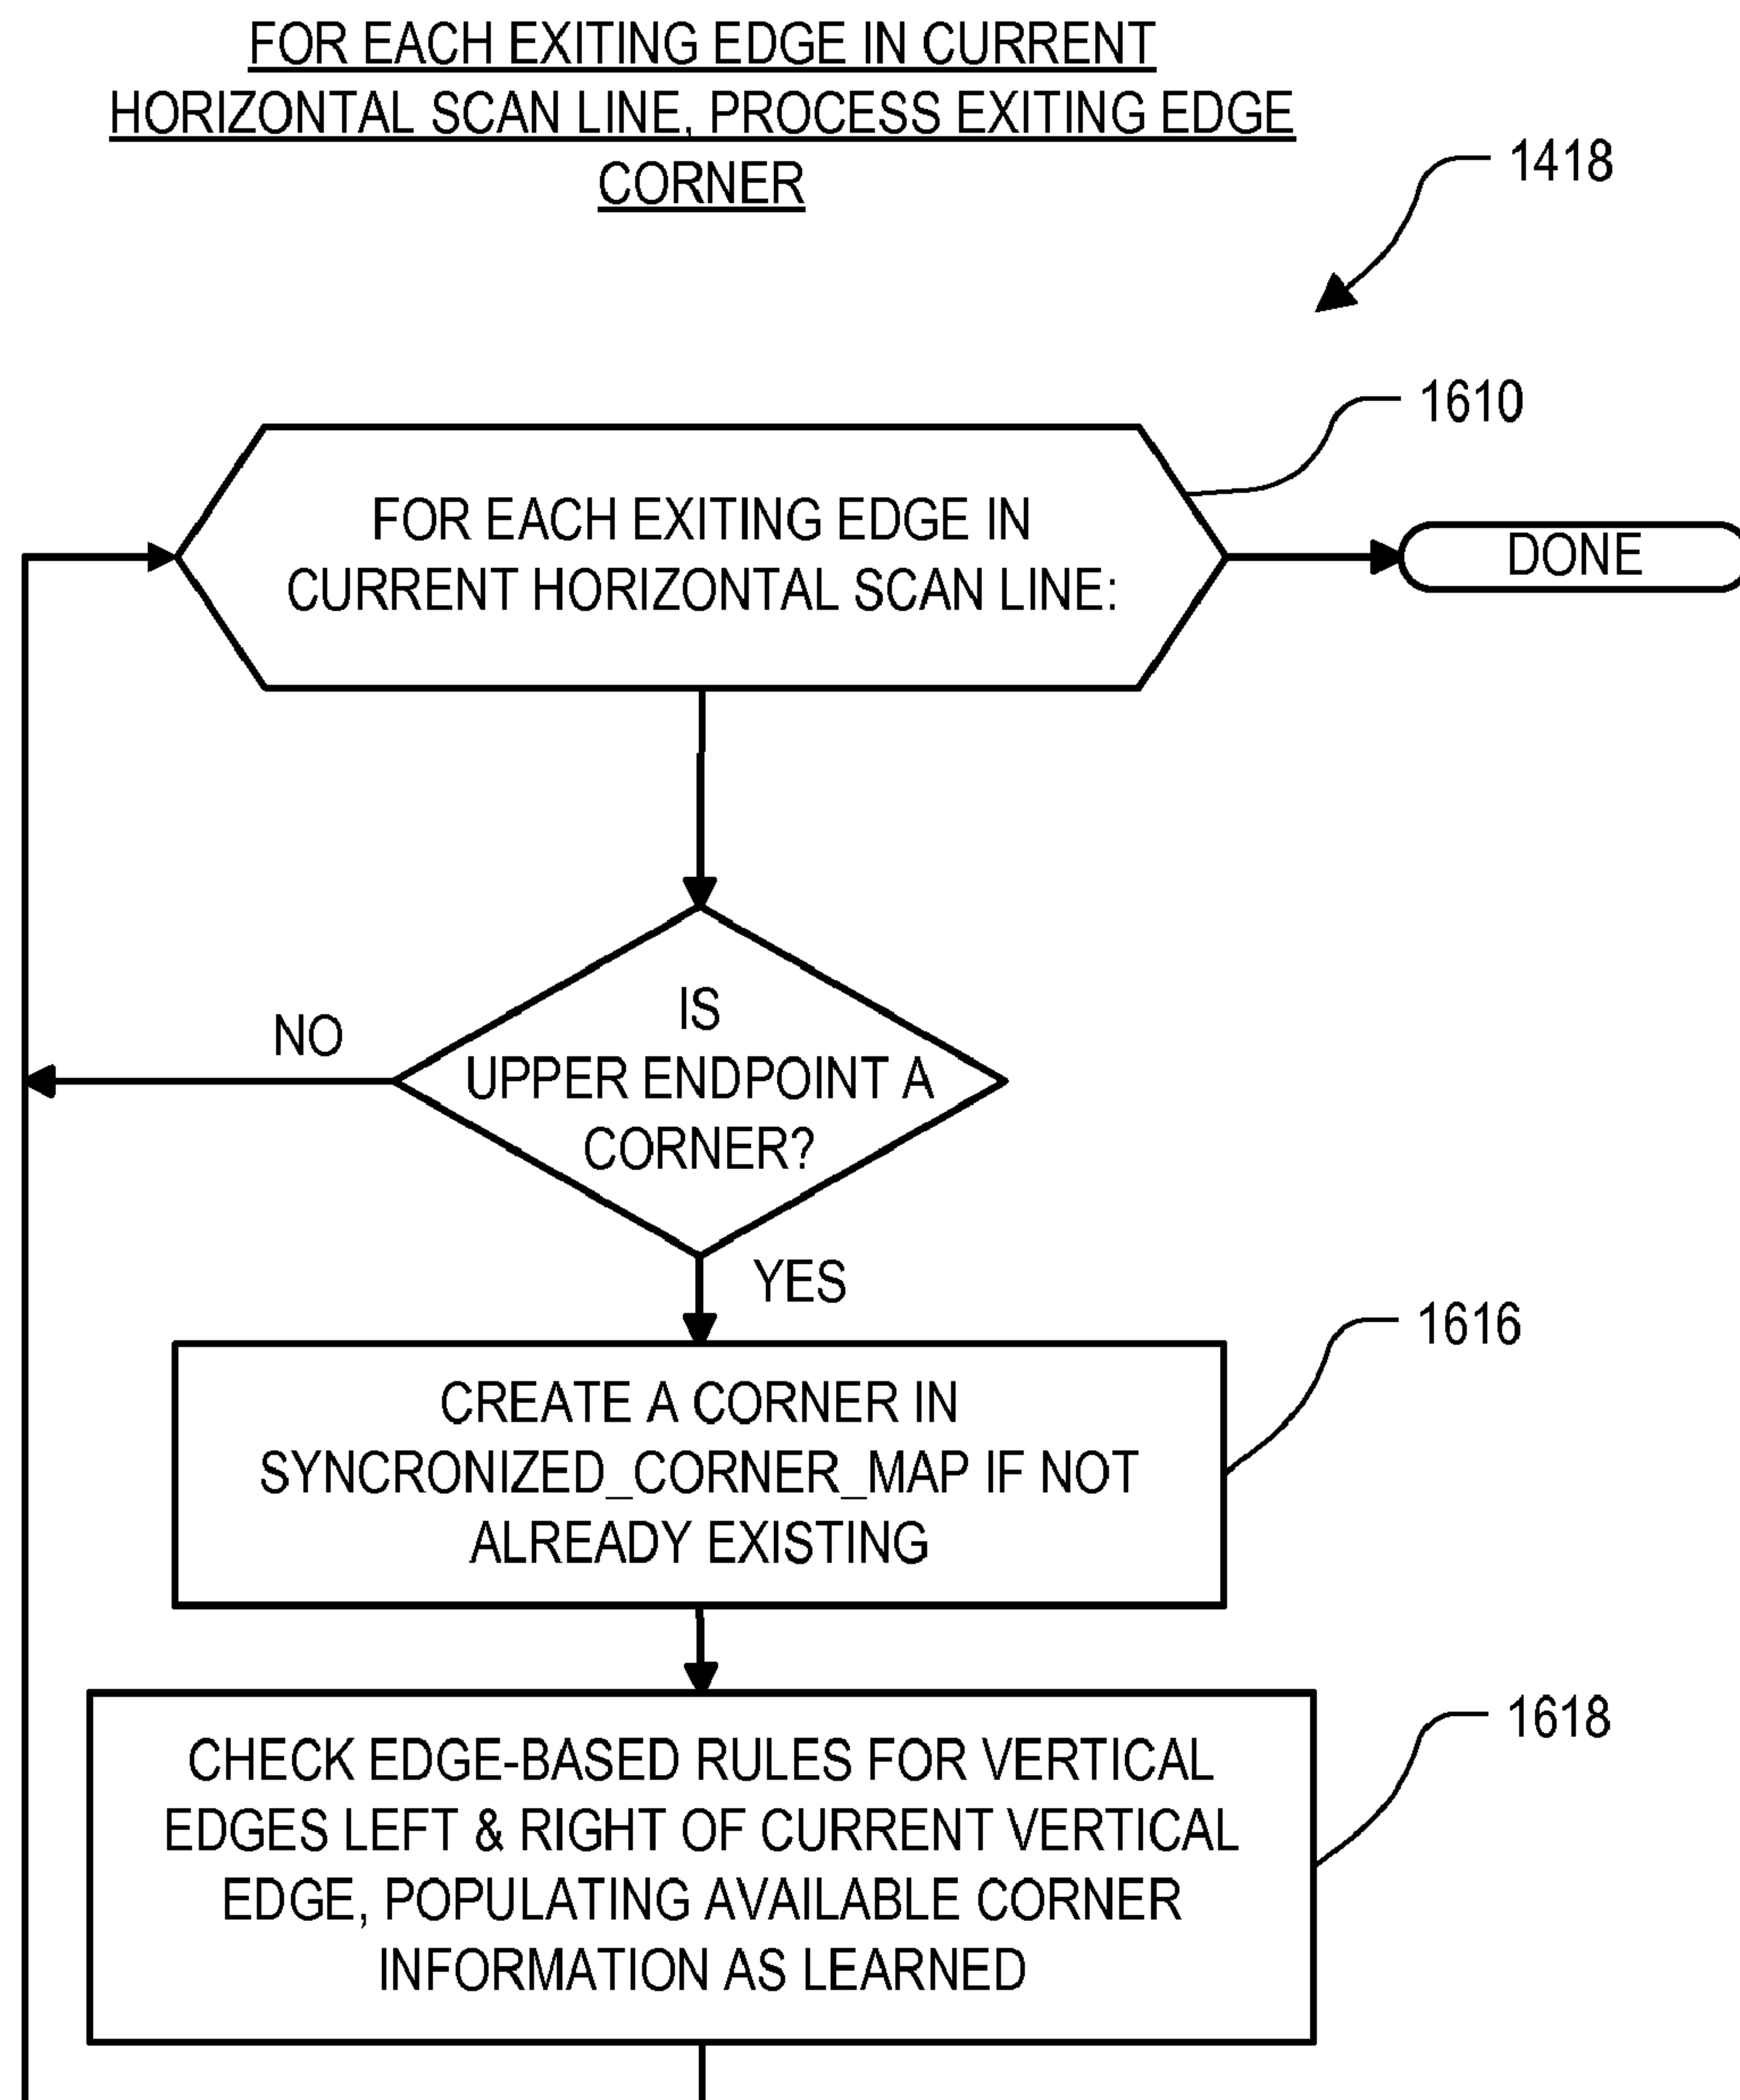 FOR EACH EXITING EDGE IN CURRENT
HORIZONTAL SCAN LINE, PROCESS EXITING EDGE
CORNER
1418
1610
FOR EACH EXITING EDGE IN
CURRENT HORIZONTAL SCAN LINE:
DONE
IS
UPPER ENDPOINT A
CORNER?
NO
YES
1616
CREATE A CORNER IN
SYNCRONIZED_CORNER_MAP IF NOT
ALREADY EXISTING
1618
CHECK EDGE-BASED RULES FOR VERTICAL
EDGES LEFT & RIGHT OF CURRENT VERTICAL
EDGE, POPULATING AVAILABLE CORNER
INFORMATION AS LEARNED